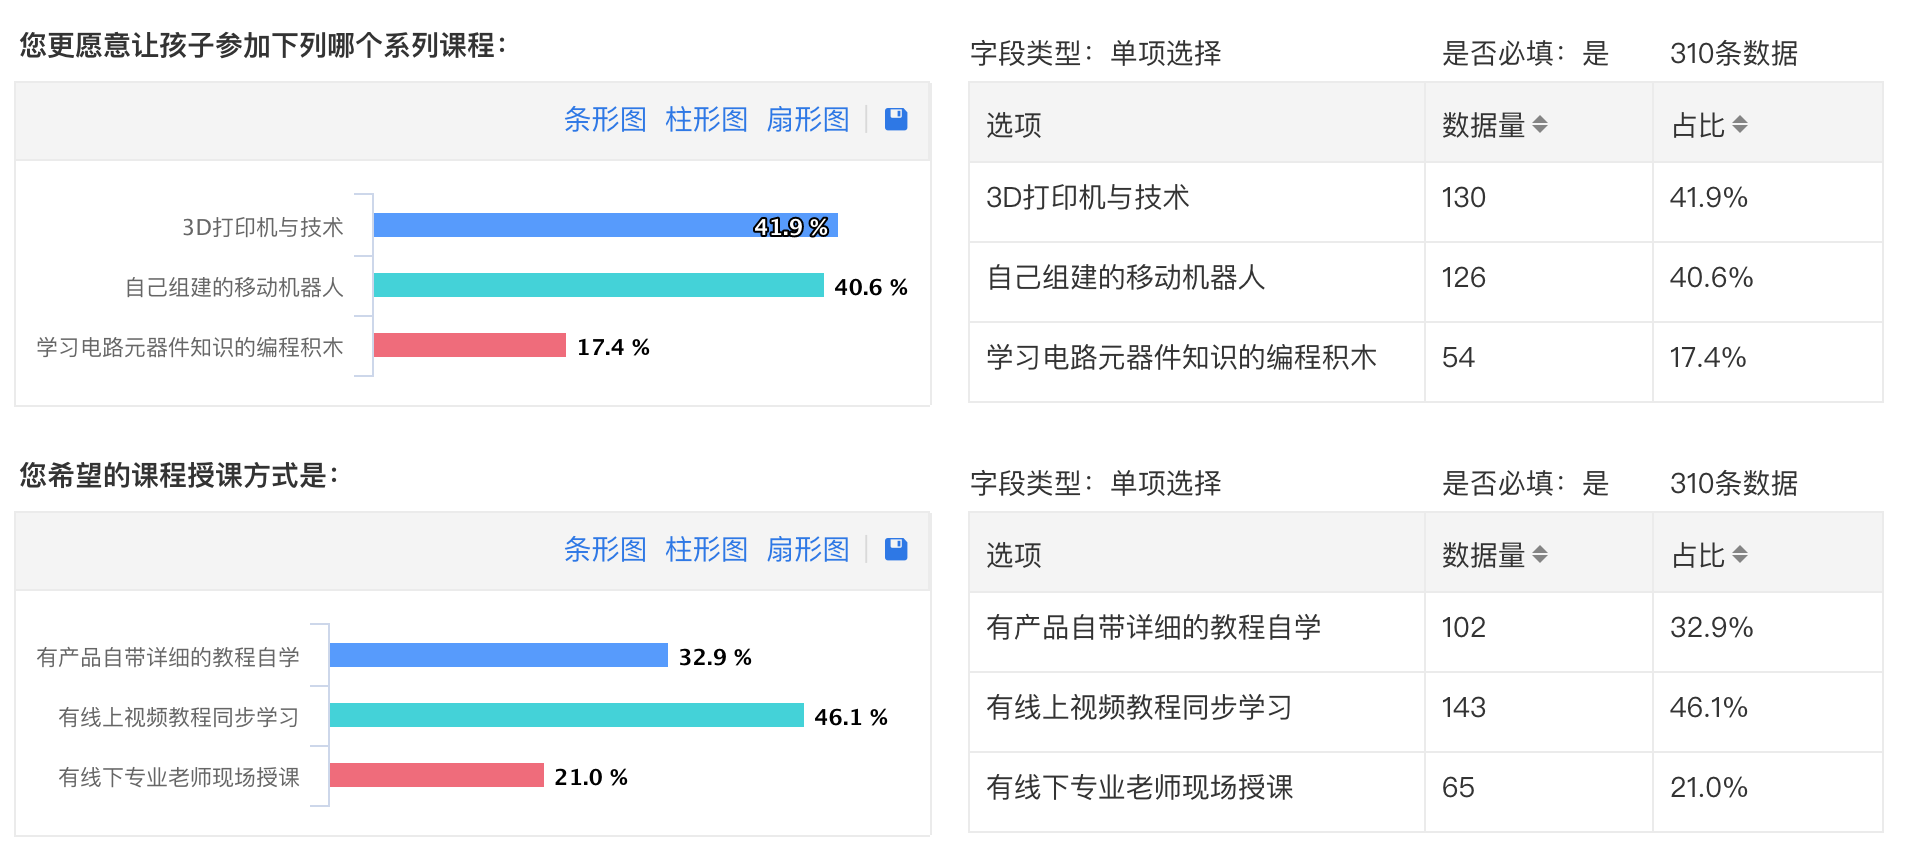 您更愿意让孩子参加下列哪个系列课程：
字段类型：单项选择 是否必填：是 310条数据
条形图 柱形图 扇形图
3D打印机与技术 41.9 %
自己组建的移动机器人 40.6 %
学习电路元器件知识的编程积木 17.4 %
选项 数据量 占比
3D打印机与技术 130 41.9%
自己组建的移动机器人 126 40.6%
学习电路元器件知识的编程积木 54 17.4%
您希望的课程授课方式是：
字段类型：单项选择 是否必填：是 310条数据
条形图 柱形图 扇形图
有产品自带详细的教程自学 32.9 %
有线上视频教程同步学习 46.1 %
有线下专业老师现场授课 21.0 %
选项 数据量 占比
有产品自带详细的教程自学 102 32.9%
有线上视频教程同步学习 143 46.1%
有线下专业老师现场授课 65 21.0%